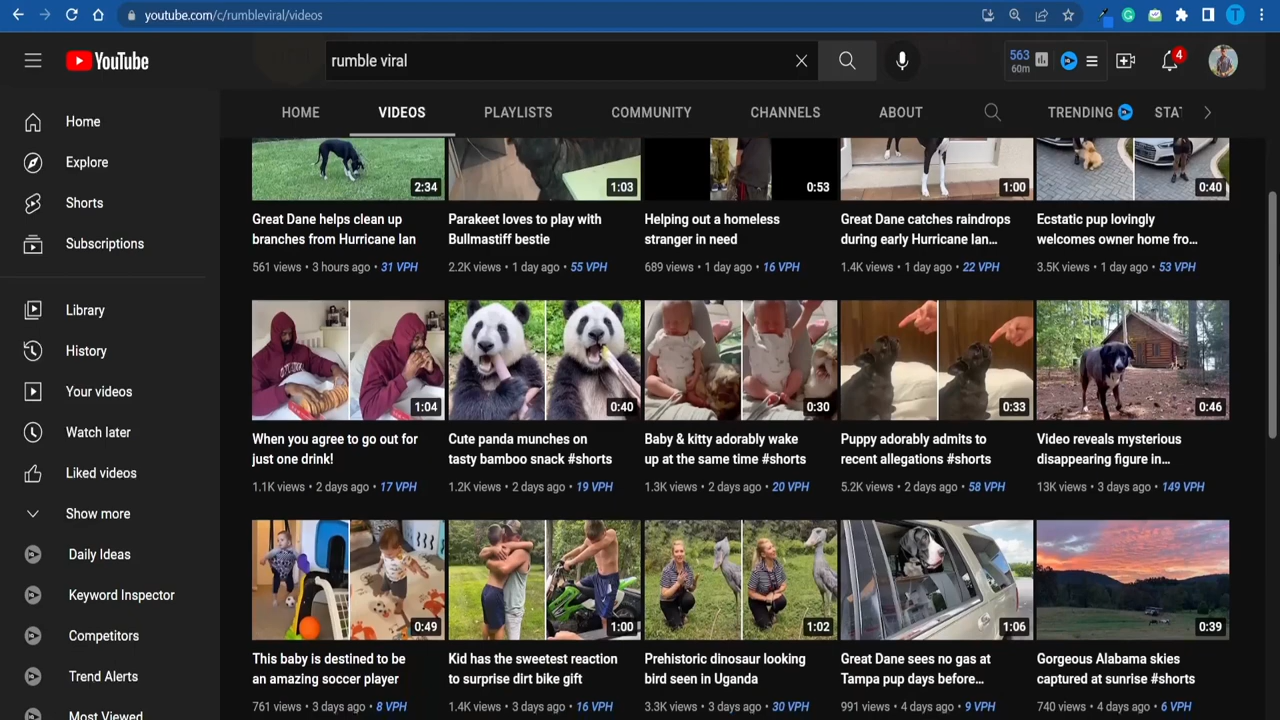 youtube.com/c/rumbleviral/videos
T
YouTube
rumble viral
563
60m
4
HOME
VIDEOS
PLAYLISTS
COMMUNITY
CHANNELS
ABOUT
TRENDING
STAT
Home
Explore
Shorts
Subscriptions
Library
History
Your videos
Watch later
Liked videos
Show more
Daily Ideas
Keyword Inspector
Competitors
Trend Alerts
Most Viewed
2:34
Great Dane helps clean up
branches from Hurricane Ian
561 views • 3 hours ago • 31 VPH
1:03
Parakeet loves to play with
Bullmastiff bestie
2.2K views • 1 day ago • 55 VPH
0:53
Helping out a homeless
stranger in need
689 views • 1 day ago • 16 VPH
1:00
Great Dane catches raindrops
during early Hurricane Ian...
1.4K views • 1 day ago • 22 VPH
0:40
Ecstatic pup lovingly
welcomes owner home fro...
3.5K views • 1 day ago • 53 VPH
1:04
When you agree to go out for
just one drink!
1.1K views • 2 days ago • 17 VPH
0:40
Cute panda munches on
tasty bamboo snack #shorts
1.2K views • 2 days ago • 19 VPH
0:30
Baby & kitty adorably wake
up at the same time #shorts
1.3K views • 2 days ago • 20 VPH
0:33
Puppy adorably admits to
recent allegations #shorts
5.2K views • 2 days ago • 58 VPH
0:46
Video reveals mysterious
disappearing figure in...
13K views • 3 days ago • 149 VPH
0:49
This baby is destined to be
an amazing soccer player
761 views • 3 days ago • 8 VPH
1:00
Kid has the sweetest reaction
to surprise dirt bike gift
1.4K views • 3 days ago • 16 VPH
1:02
Prehistoric dinosaur looking
bird seen in Uganda
3.3K views • 3 days ago • 30 VPH
1:06
Great Dane sees no gas at
Tampa pup days before...
991 views • 4 days ago • 9 VPH
0:39
Gorgeous Alabama skies
captured at sunrise #shorts
740 views • 4 days ago • 6 VPH